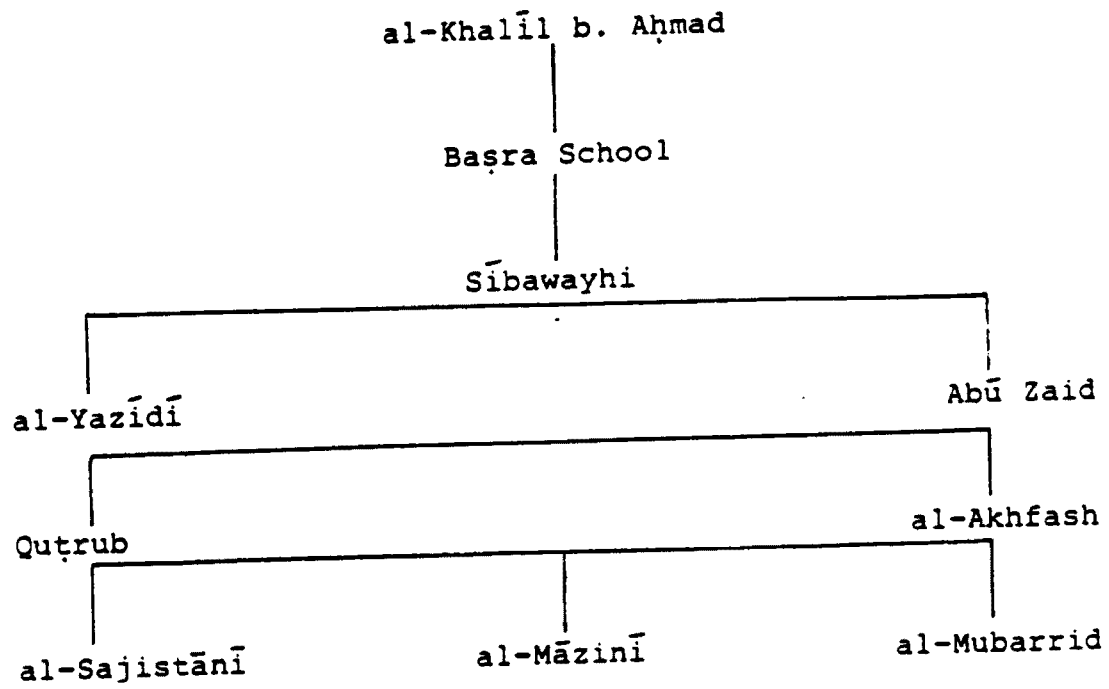 al-Khalīl b. Aḥmad
Baṣra School
Sībawayhi
al-Yazīdī
Abū Zaid
Quṭrub
al-Akhfash
al-Sajistānī
al-Māzinī
al-Mubarrid